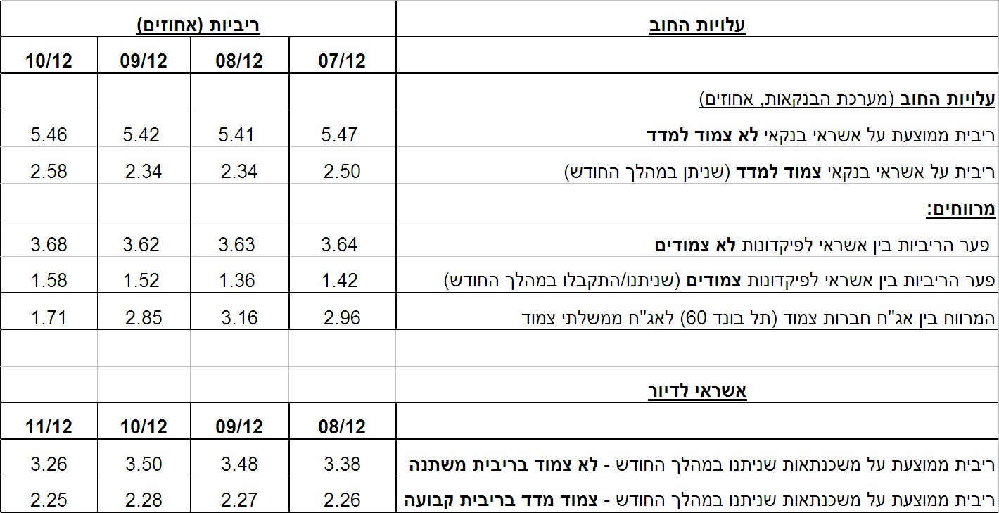 עלויות החוב ריביות (אחוזים)
07/12 08/12 09/12 10/12
עלויות החוב (מערכת הבנקאות, אחוזים)
ריבית ממוצעת על אשראי בנקאי לא צמוד למדד 5.47 5.41 5.42 5.46
ריבית על אשראי בנקאי צמוד למדד (שניתן במהלך החודש) 2.50 2.34 2.34 2.58
מרווחים:
פער הריביות בין אשראי לפיקדונות לא צמודים 3.64 3.63 3.62 3.68
פער הריביות בין אשראי לפיקדונות צמודים (שניתנו/התקבלו במהלך החודש) 1.42 1.36 1.52 1.58
המרווח בין אג"ח חברות צמוד (תל בונד 60) לאג"ח ממשלתי צמוד 2.96 3.16 2.85 1.71
אשראי לדיור
08/12 09/12 10/12 11/12
ריבית ממוצעת על משכנתאות שניתנו במהלך החודש - לא צמוד בריבית משתנה 3.38 3.48 3.50 3.26
ריבית ממוצעת על משכנתאות שניתנו במהלך החודש - צמוד מדד בריבית קבועה 2.26 2.27 2.28 2.25